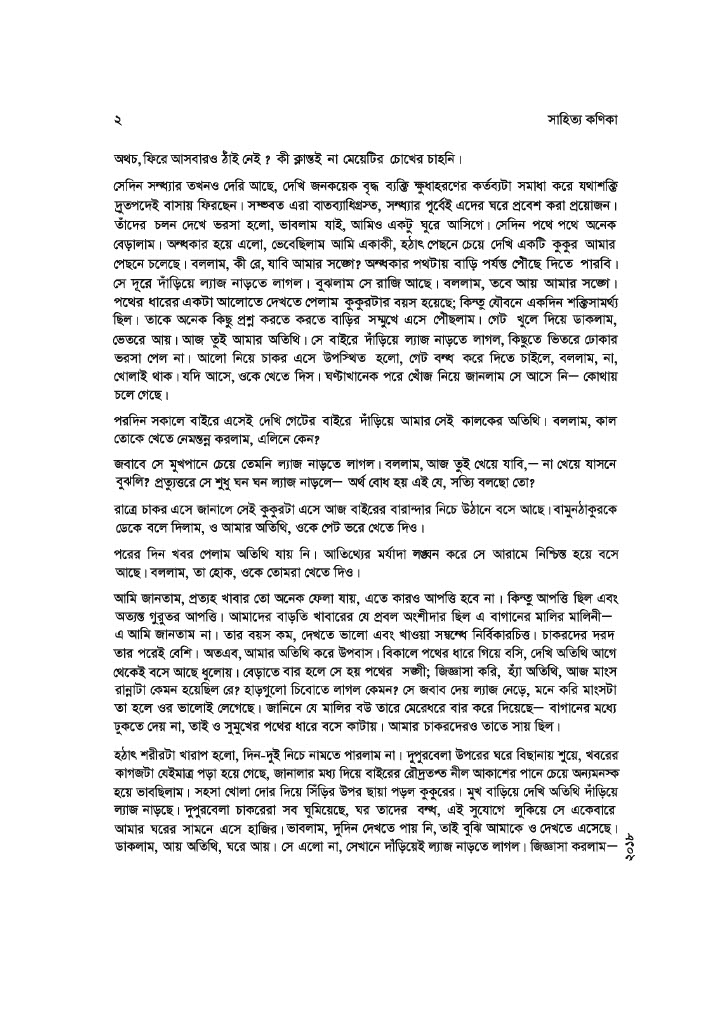 ২ সাহিত্য কণিকা
অথচ, ফিরে আসবারও ঠাঁই নেই ? কী ক্লান্তই না মেয়েটির চোখের চাহনি।
সেদিন সন্ধ্যার তখনও দেরি আছে, দেখি জনকয়েক বৃদ্ধ ব্যক্তি ক্ষুধাহরণের কর্তব্যটা সমাধা করে যথাশক্তি
দ্রুতপদেই বাসায় ফিরছেন। সম্ভবত এরা বাতব্যাধিগ্রস্ত, সন্ধ্যার পূর্বেই এদের ঘরে প্রবেশ করা প্রয়োজন।
তাঁদের চলন দেখে ভরসা হলো, ভাবলাম যাই, আমিও একটু ঘুরে আসিগে। সেদিন পথে পথে অনেক
বেড়ালাম। অন্ধকার হয়ে এলো, ভেবেছিলাম আমি একাকী, হঠাৎ পেছনে চেয়ে দেখি একটি কুকুর আমার
পেছনে চলেছে। বললাম, কী রে, যাবি আমার সঙ্গে? অন্ধকার পথটায় বাড়ি পর্যন্ত পৌঁছে দিতে পারবি।
সে দূরে দাঁড়িয়ে ল্যাজ নাড়তে লাগল। বুঝলাম সে রাজি আছে। বললাম, তবে আয় আমার সঙ্গে।
পথের ধারের একটা আলোতে দেখতে পেলাম কুকুরটার বয়স হয়েছে; কিন্তু যৌবনে একদিন শক্তিসামর্থ্য
ছিল। তাকে অনেক কিছু প্রশ্ন করতে করতে বাড়ির সম্মুখে এসে পৌঁছলাম। গেট খুলে দিয়ে ডাকলাম,
ভেতরে আয়। আজ তুই আমার অতিথি। সে বাইরে দাঁড়িয়ে ল্যাজ নাড়তে লাগল, কিছুতে ভিতরে ঢোকার
ভরসা পেল না। আলো নিয়ে চাকর এসে উপস্থিত হলো, গেট বন্ধ করে দিতে চাইলে, বললাম, না,
খোলাই থাক। যদি আসে, ওকে খেতে দিস। ঘণ্টাখানেক পরে খোঁজ নিয়ে জানলাম সে আসে নি— কোথায়
চলে গেছে।
পরদিন সকালে বাইরে এসেই দেখি গেটের বাইরে দাঁড়িয়ে আমার সেই কালকের অতিথি। বললাম, কাল
তোকে খেতে নেমন্তন্ন করলাম, এলিনে কেন?
জবাবে সে মুখপানে চেয়ে তেমনি ল্যাজ নাড়তে লাগল। বললাম, আজ তুই খেয়ে যাবি,— না খেয়ে যাসনে
বুঝলি? প্রত্যুত্তরে সে শুধু ঘন ঘন ল্যাজ নাড়লে— অর্থ বোধ হয় এই যে, সত্যি বলছো তো?
রাত্রে চাকর এসে জানালে সেই কুকুরটা এসে আজ বাইরের বারান্দার নিচে উঠানে বসে আছে। বামুনঠাকুরকে
ডেকে বলে দিলাম, ও আমার অতিথি, ওকে পেট ভরে খেতে দিও।
পরের দিন খবর পেলাম অতিথি যায় নি। আতিথ্যের মর্যাদা লঙ্ঘন করে সে আরামে নিশ্চিন্ত হয়ে বসে
আছে। বললাম, তা হোক, ওকে তোমরা খেতে দিও।
আমি জানতাম, প্রত্যহ খাবার তো অনেক ফেলা যায়, এতে কারও আপত্তি হবে না । কিন্তু আপত্তি ছিল এবং
অত্যন্ত গুরুতর আপত্তি। আমাদের বাড়তি খাবারের যে প্রবল অংশীদার ছিল এ বাগানের মালির মালিনী—
এ আমি জানতাম না। তার বয়স কম, দেখতে ভালো এবং খাওয়া সম্বন্ধে নির্বিকারচিত্ত। চাকরদের দরদ
তার পরেই বেশি। অতএব, আমার অতিথি করে উপবাস। বিকালে পথের ধারে গিয়ে বসি, দেখি অতিথি আগে
থেকেই বসে আছে ধুলোয়। বেড়াতে বার হলে সে হয় পথের সঙ্গী; জিজ্ঞাসা করি, হ্যাঁ অতিথি, আজ মাংস
রান্নাটা কেমন হয়েছিল রে? হাড়গুলো চিবোতে লাগল কেমন? সে জবাব দেয় ল্যাজ নেড়ে, মনে করি মাংসটা
তা হলে ওর ভালোই লেগেছে। জানিনে যে মালির বউ তারে মেরেধরে বার করে দিয়েছে— বাগানের মধ্যে
ঢুকতে দেয় না, তাই ও সুমুখের পথের ধারে বসে কাটায়। আমার চাকরদেরও তাতে সায় ছিল।
হঠাৎ শরীরটা খারাপ হলো, দিন-দুই নিচে নামতে পারলাম না। দুপুরবেলা উপরের ঘরে বিছানায় শুয়ে, খবরের
কাগজটা যেইমাত্র পড়া হয়ে গেছে, জানালার মধ্য দিয়ে বাইরের রৌদ্রতপ্ত নীল আকাশের পানে চেয়ে অন্যমনস্ক
হয়ে ভাবছিলাম। সহসা খোলা দোর দিয়ে সিঁড়ির উপর ছায়া পড়ল কুকুরের। মুখ বাড়িয়ে দেখি অতিথি দাঁড়িয়ে
ল্যাজ নাড়ছে। দুপুরবেলা চাকরেরা সব ঘুমিয়েছে, ঘর তাদের বন্ধ, এই সুযোগে লুকিয়ে সে একেবারে
আমার ঘরের সামনে এসে হাজির। ভাবলাম, দুদিন দেখতে পায় নি, তাই বুঝি আমাকে ও দেখতে এসেছে।
ডাকলাম, আয় অতিথি, ঘরে আয়। সে এলো না, সেখানে দাঁড়িয়েই ল্যাজ নাড়তে লাগল। জিজ্ঞাসা করলাম—
২০১৮